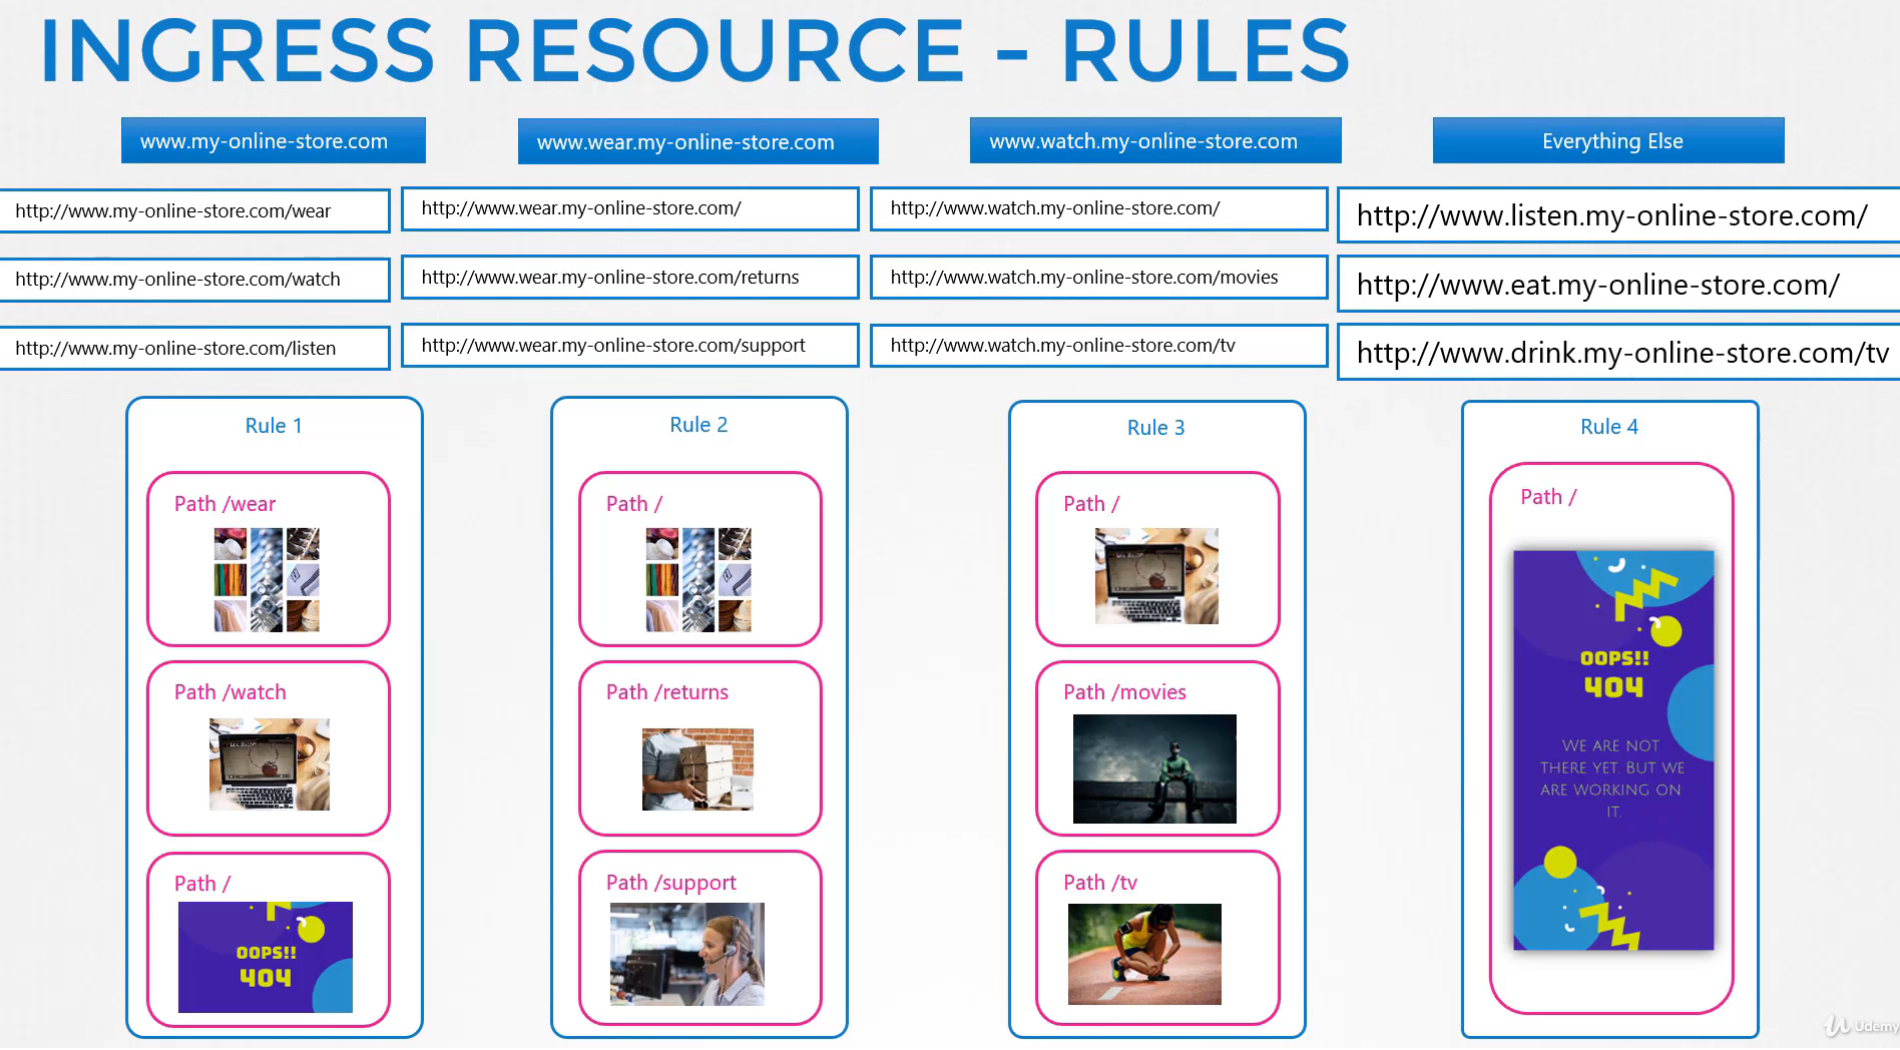 INGRESS RESOURCE - RULES
www.my-online-store.com
www.wear.my-online-store.com
www.watch.my-online-store.com
Everything Else
http://www.my-online-store.com/wear
http://www.wear.my-online-store.com/
http://www.watch.my-online-store.com/
http://www.listen.my-online-store.com/
http://www.my-online-store.com/watch
http://www.wear.my-online-store.com/returns
http://www.watch.my-online-store.com/movies
http://www.eat.my-online-store.com/
http://www.my-online-store.com/listen
http://www.wear.my-online-store.com/support
http://www.watch.my-online-store.com/tv
http://www.drink.my-online-store.com/tv
Rule 1
Path /wear
Path /watch
Path /
OOPS!!
404
Rule 2
Path /
Path /returns
Path /support
Rule 3
Path /
Path /movies
Path /tv
Rule 4
Path /
OOPS!!
404
WE ARE NOT
THERE YET. BUT WE
ARE WORKING ON
IT.
Udemy